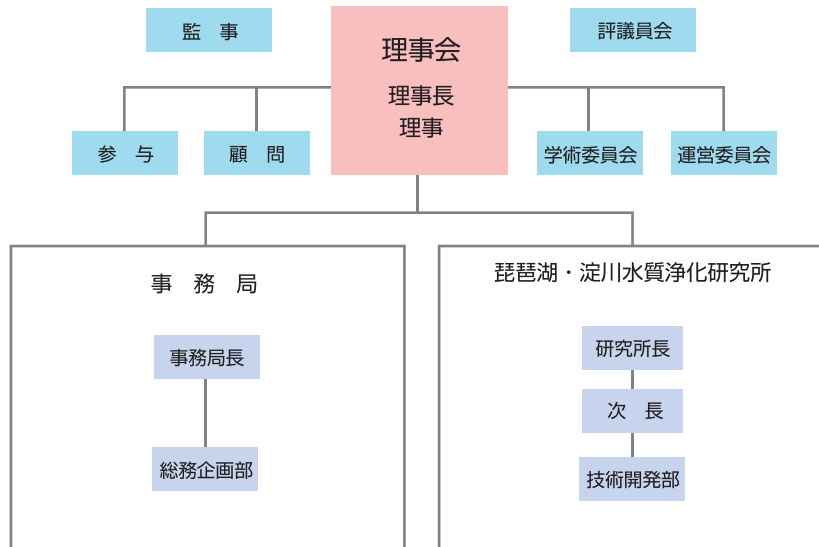 監　事
理事会
評議員会
理事長
理事
参　与
顧　問
学術委員会
運営委員会
事　務　局
琵琶湖・淀川水質浄化研究所
事務局長
研究所長
次　長
総務企画部
技術開発部